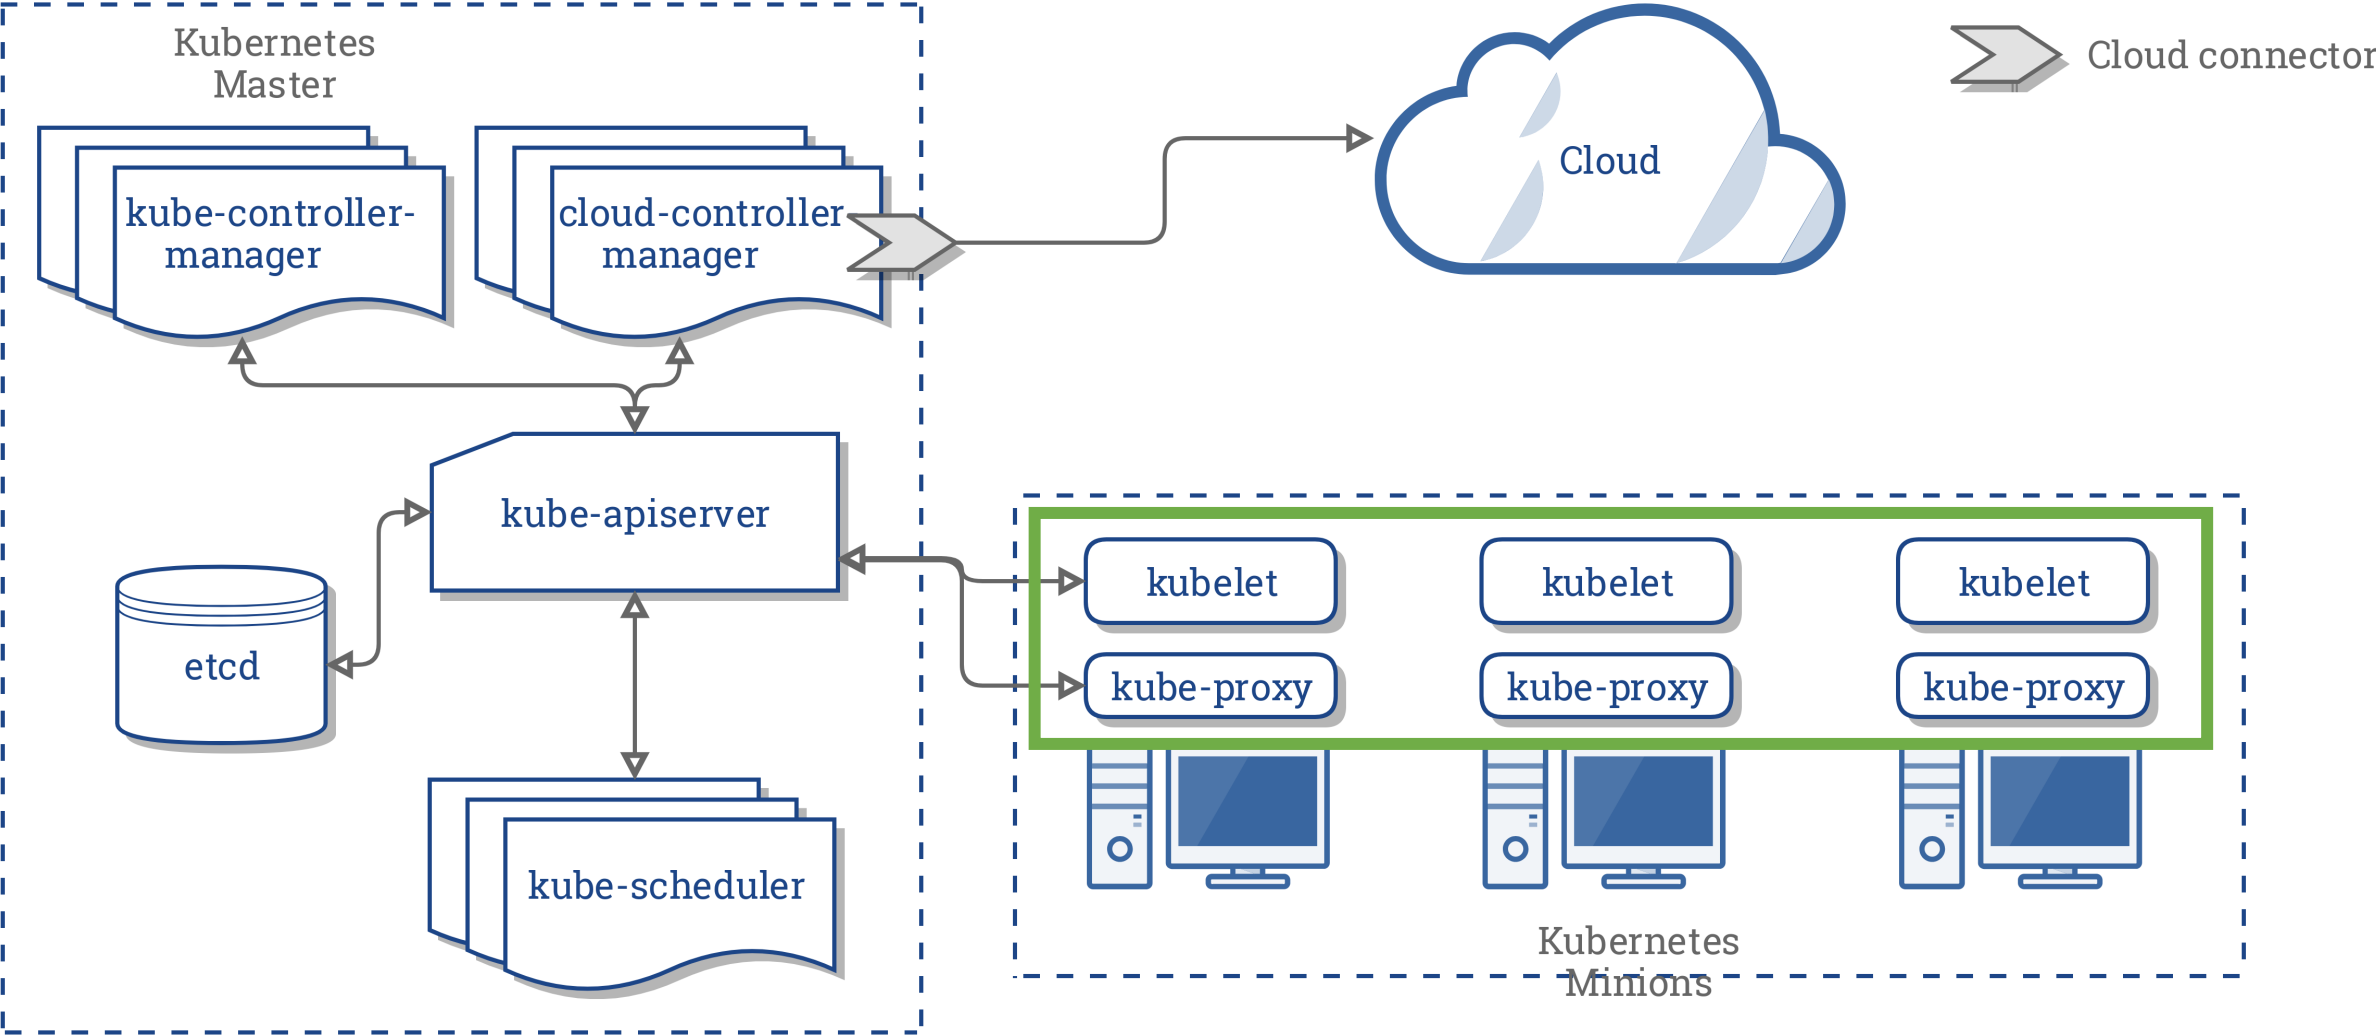 Kubernetes
Master
Cloud connector
Cloud
kube-controller-
manager
cloud-controller
manager
kube-apiserver
etcd
kube-scheduler
kubelet
kubelet
kubelet
kube-proxy
kube-proxy
kube-proxy
Kubernetes
Minions